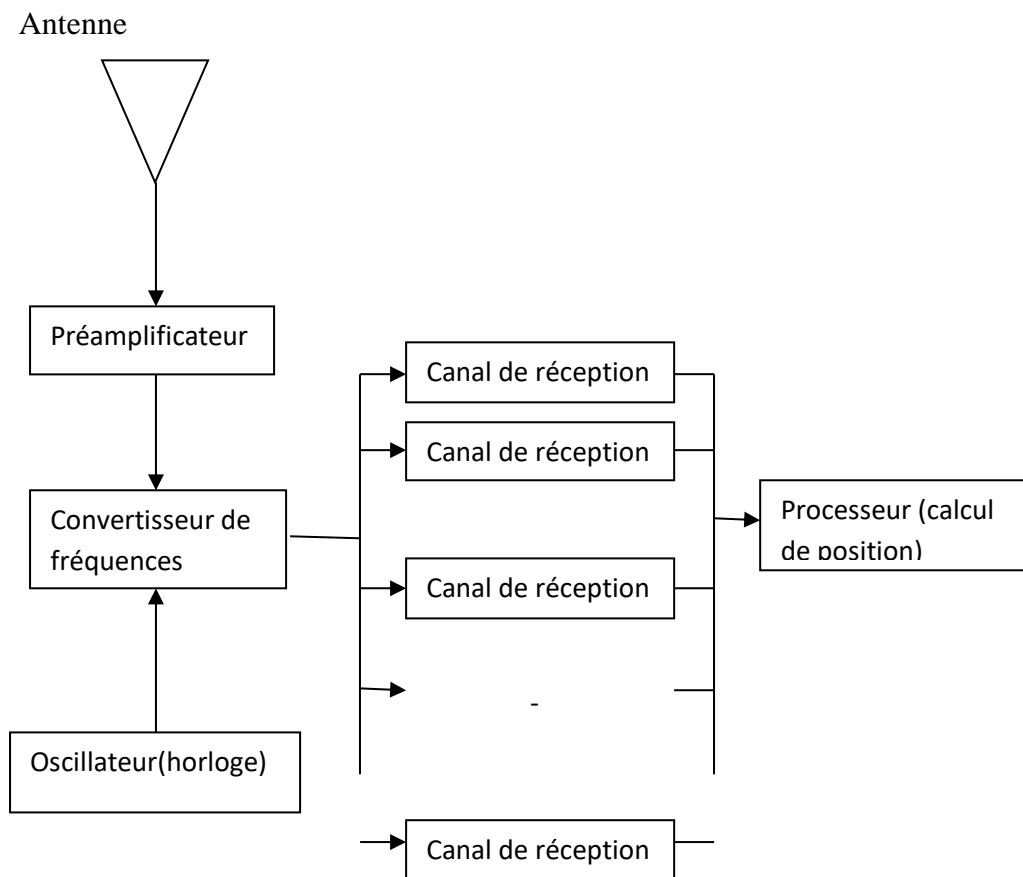 Antenne
Préamplificateur
Convertisseur de
fréquences
Oscillateur(horloge)
Canal de réception
Canal de réception
Canal de réception
-
Canal de réception
Processeur (calcul
de position)